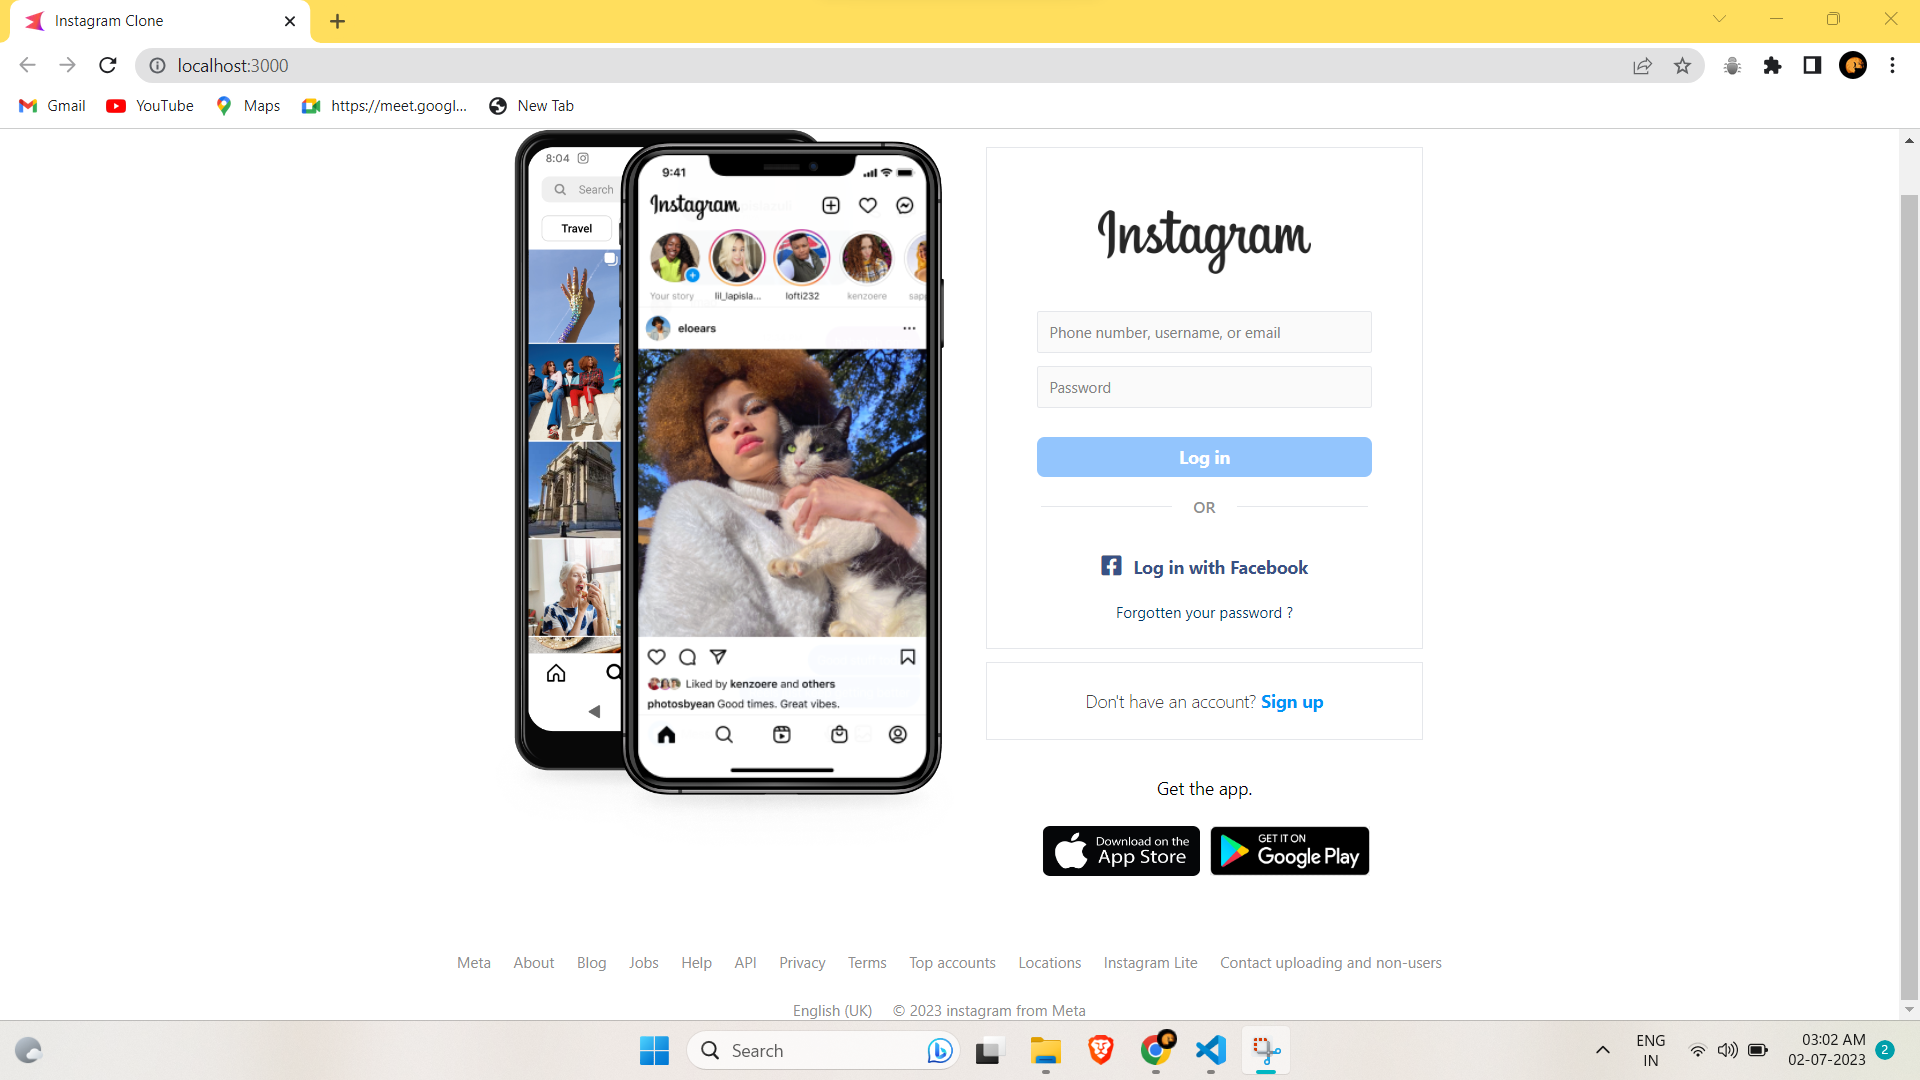 Instagram Clone
localhost:3000
Gmail YouTube Maps https://meet.googl... New Tab
8:04
Search
Travel
9:41
Instagram
Your story lil_lapisla... lofti232 kenzoere sap
eloears
Liked by kenzoere and others
photosbyean Good times. Great vibes.
Instagram
Phone number, username, or email
Password
Log in
OR
Log in with Facebook
Forgotten your password ?
Don't have an account? Sign up
Get the app.
Download on the
App Store
GET IT ON
Google Play
Meta About Blog Jobs Help API Privacy Terms Top accounts Locations Instagram Lite Contact uploading and non-users
English (UK) © 2023 instagram from Meta
Search
ENG
IN
03:02 AM
02-07-2023
2